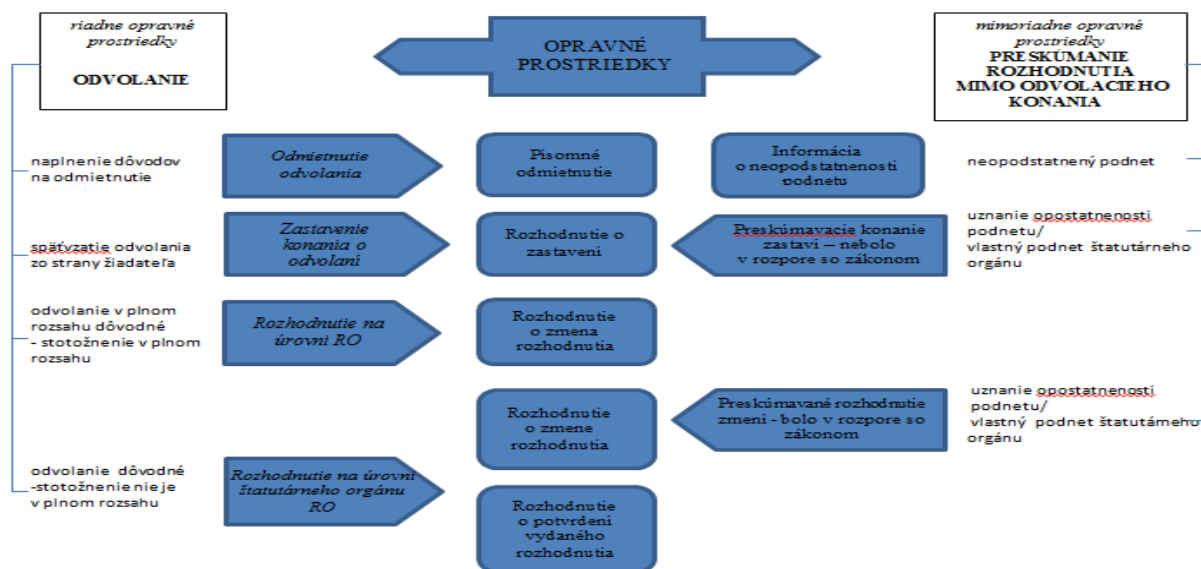 riadne opravné
prostriedky
ODVOLANIE
OPRAVNÉ
PROSTRIEDKY
mimoriadne opravné
prostriedky
PRESKÚMANIE
ROZHODNUTIA
MIMO ODVOLACIEHO
KONANIA
naplnenie dôvodov
na odmietnutie
Odmietnutie
odvolania
Písomné
odmietnutie
Informácia
o neopodstatnenosti
podnetu
neopodstatnený podnet
späťvzatie odvolania
zo strany žiadateľa
Zastavenie
konania o
odvolaní
Rozhodnutie o
zastavení
Preskúmavacie konanie
zastaví – nebolo
v rozpore so zákonom
uznanie opostatnenosti
podnetu/
vlastný podnet štatutárneho
orgánu
odvolanie v plnom
rozsahu dôvodné
- stotožnenie v plnom
rozsahu
Rozhodnutie na
úrovni RO
Rozhodnutie
o zmena
rozhodnutia
Rozhodnutie
o zmene
rozhodnutia
Preskúmavané rozhodnutie
zmení - bolo v rozpore so
zákonom
uznanie opostatnenosti
podnetu/
vlastný podnet štatutárneho
orgánu
odvolanie dôvodné
-stotožnenie nie je
v plnom rozsahu
Rozhodnutie na úrovni
štatutárneho orgánu
RO
Rozhodnutie
o potvrdení
vydaného
rozhodnutia